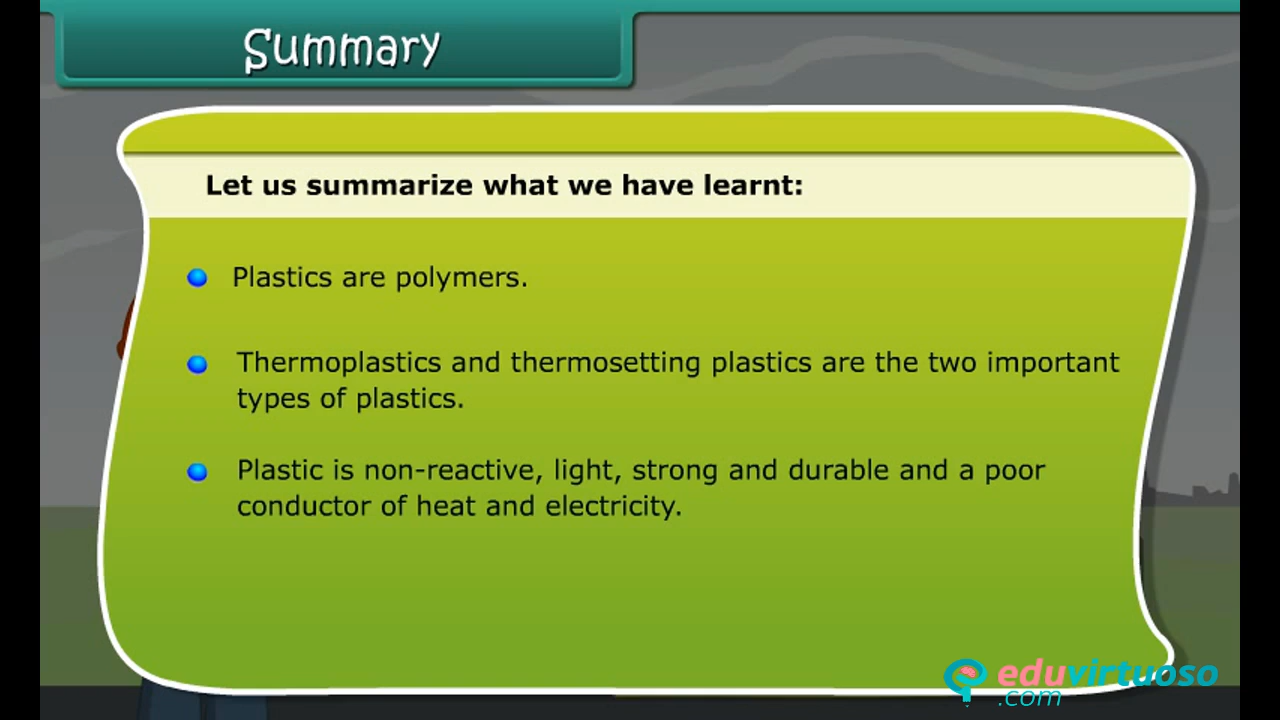 Summary
Let us summarize what we have learnt:
Plastics are polymers.
Thermoplastics and thermosetting plastics are the two important
types of plastics.
Plastic is non-reactive, light, strong and durable and a poor
conductor of heat and electricity.
eduvirtuoso
.com